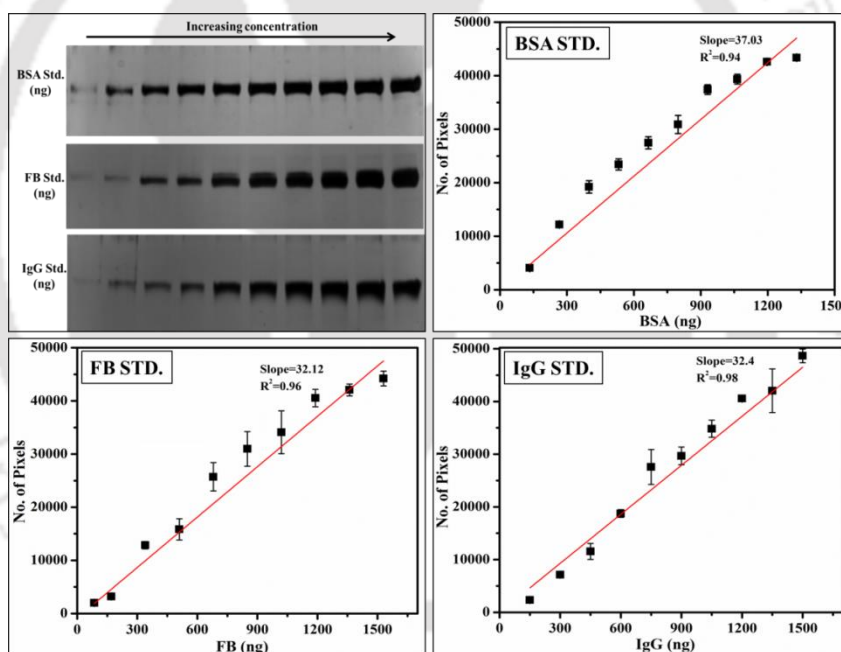 Increasing concentration
BSA Std.
(ng)
FB Std.
(ng)
IgG Std.
(ng)
BSA STD.
Slope=37.03
R²=0.94
No. of Pixels
50000
40000
30000
20000
10000
0
0 300 600 900 1200 150
BSA (ng)
FB STD.
Slope=32.12
R²=0.96
No. of Pixels
50000
40000
30000
20000
10000
0
0 300 600 900 1200 1500
FB (ng)
IgG STD.
Slope=32.4
R²=0.98
No. of Pixels
50000
40000
30000
20000
10000
0
0 300 600 900 1200 1500
IgG (ng)